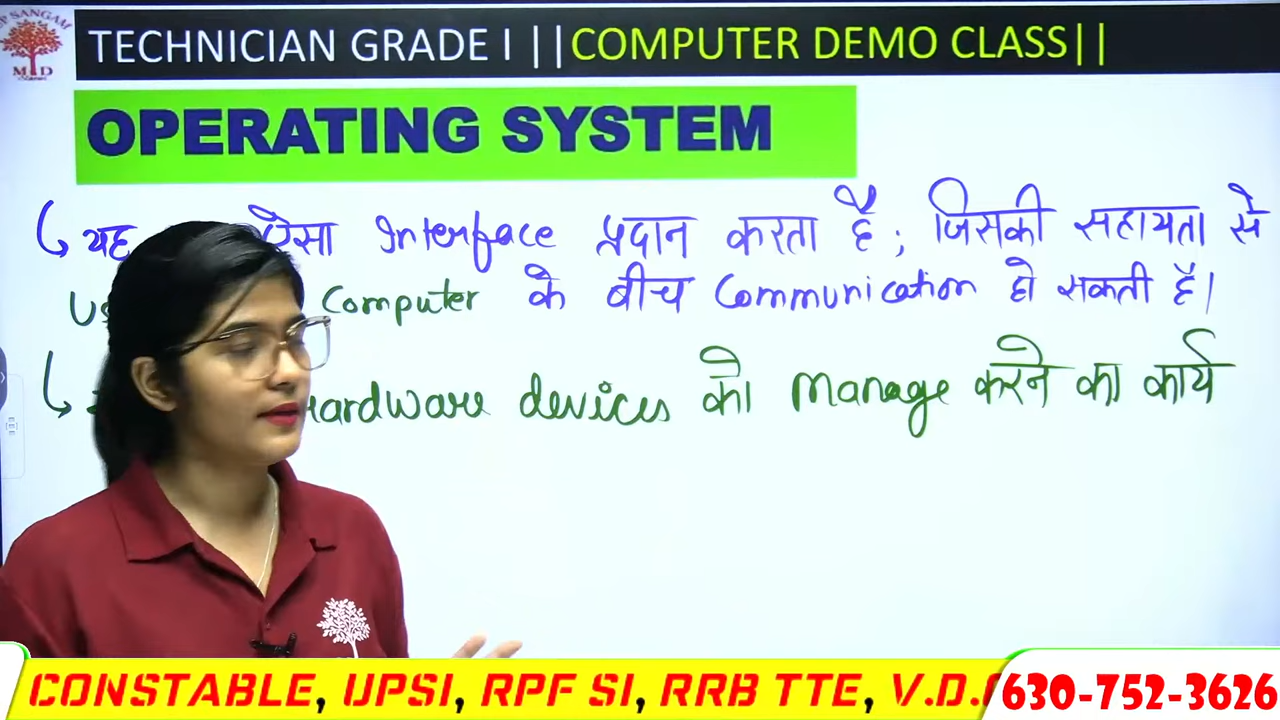 TECHNICIAN GRADE I ||COMPUTER DEMO CLASS||
OPERATING SYSTEM
यह ऐसा Interface प्रदान करता है; जिसकी सहायता से
Computer के बीच Communication हो सकती है।
Hardware devices को Manage करने का कार्य
CONSTABLE, UPSI, RPF SI, RRB TTE, V.D.
630-752-3626